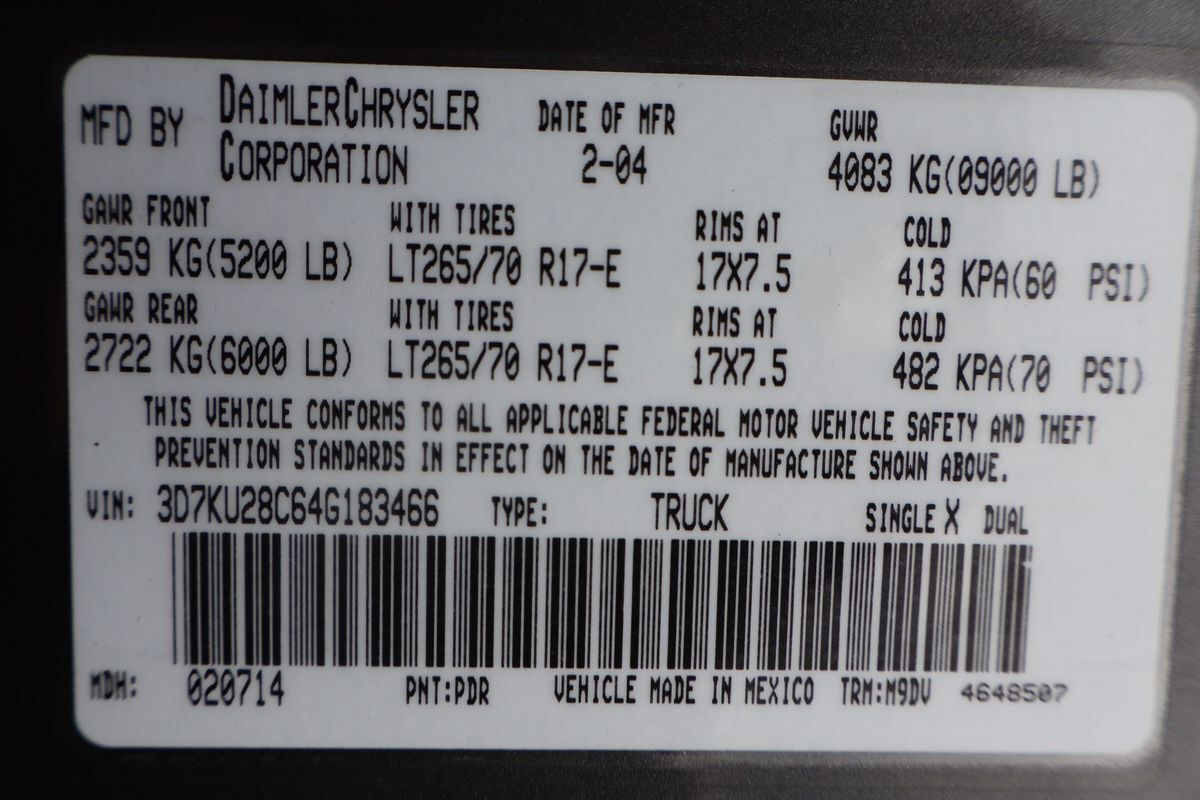 MFD BY DAIMLERCHRYSLER CORPORATION DATE OF MFR 2-04 GVWR 4083 KG(09000 LB)
GAWR FRONT WITH TIRES RIMS AT COLD
2359 KG(5200 LB) LT265/70 R17-E 17X7.5 413 KPA(60 PSI)
GAWR REAR WITH TIRES RIMS AT COLD
2722 KG(6000 LB) LT265/70 R17-E 17X7.5 482 KPA(70 PSI)
THIS VEHICLE CONFORMS TO ALL APPLICABLE FEDERAL MOTOR VEHICLE SAFETY AND THEFT
PREVENTION STANDARDS IN EFFECT ON THE DATE OF MANUFACTURE SHOWN ABOVE.
VIN: 3D7KU28C64G183466 TYPE: TRUCK SINGLE X DUAL
MDH: 020714 PNT:PDR VEHICLE MADE IN MEXICO TRM:M9DV 4648507